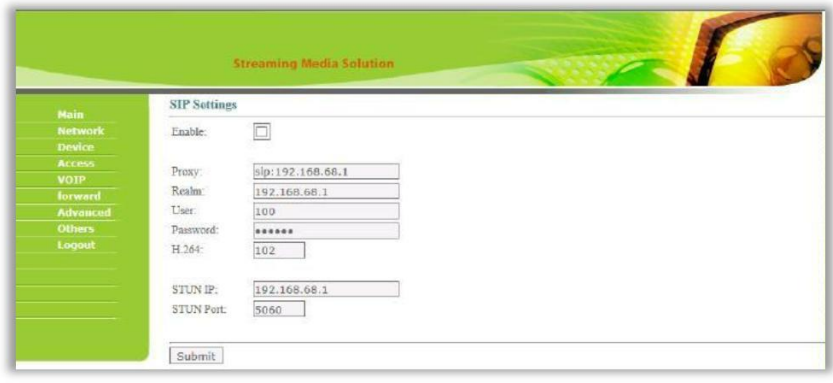 Streaming Media Solution
Main
Network
Device
Access
VOIP
forward
Advanced
Others
Logout
SIP Settings
Enable:
Proxy: sip:192.168.68.1
Realm: 192.168.68.1
User: 100
Password: ••••••
H.264: 102
STUN IP: 192.168.68.1
STUN Port: 5060
Submit